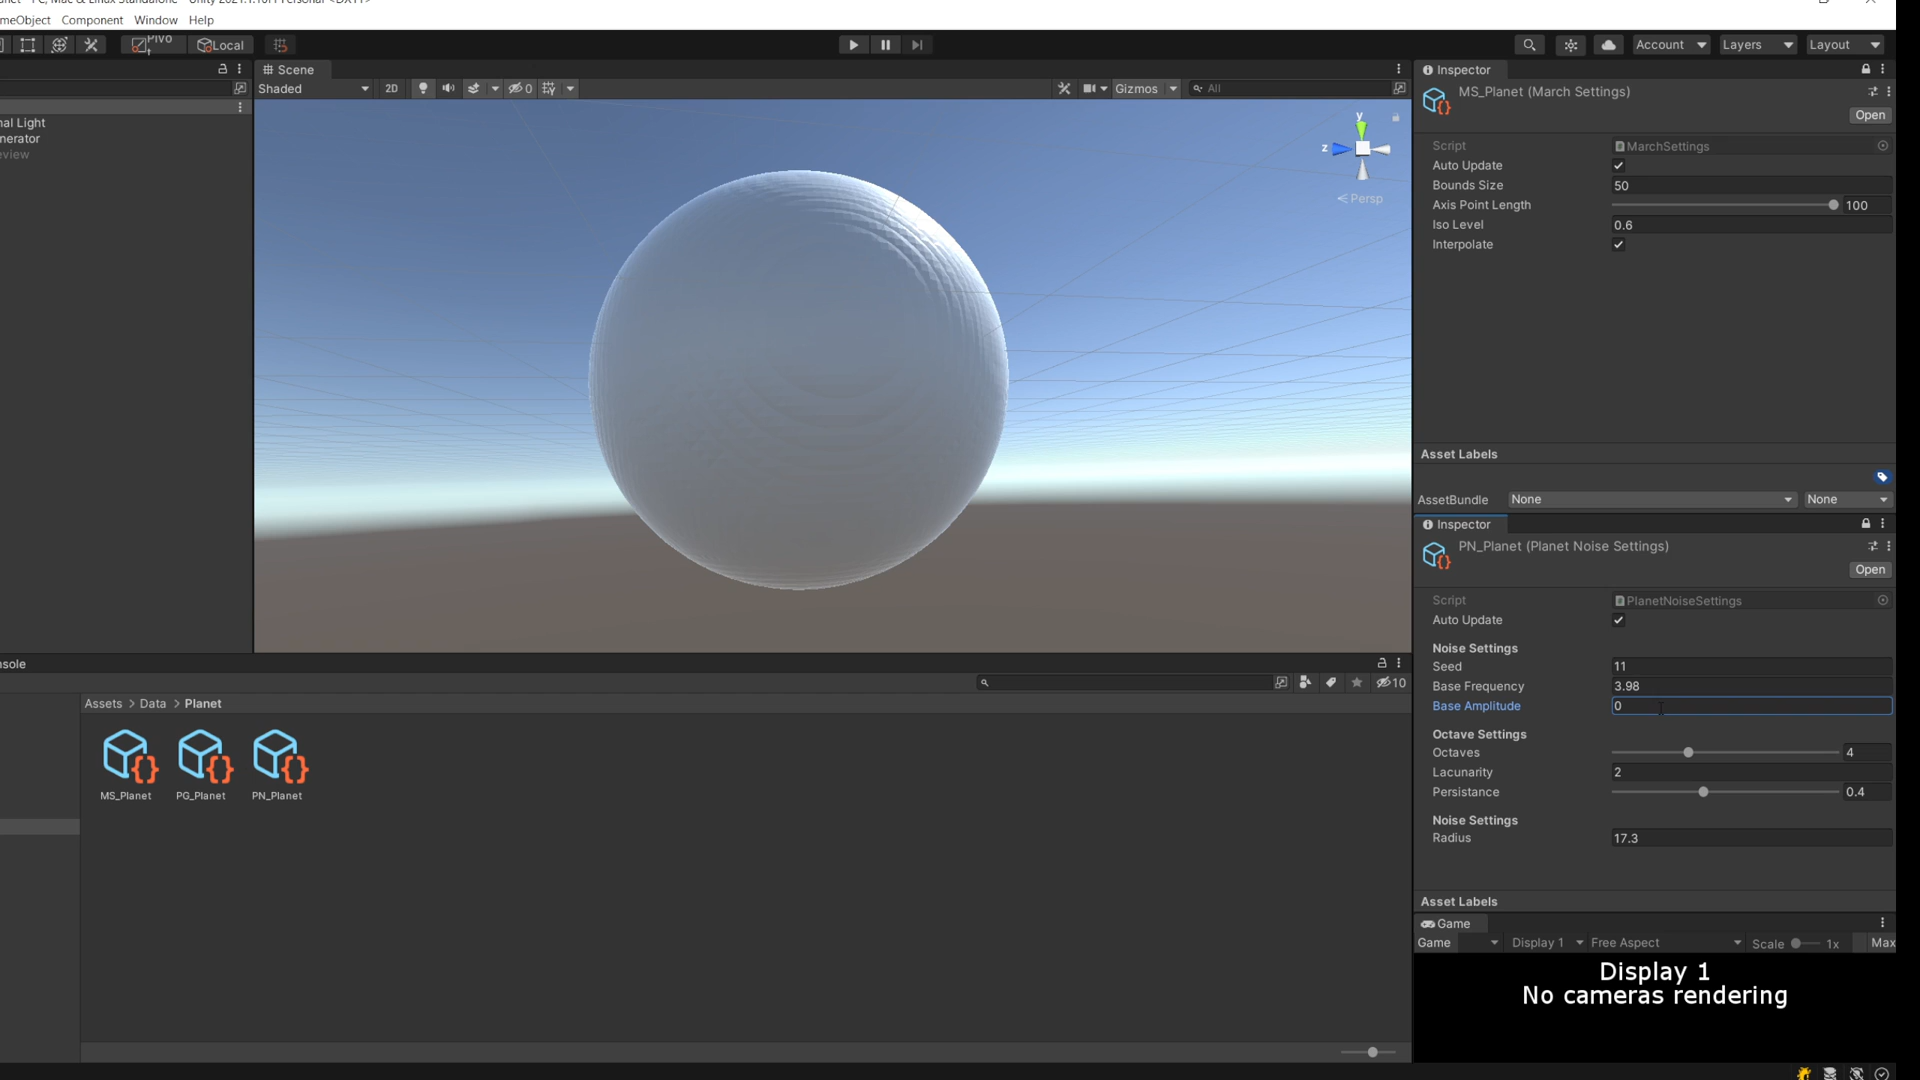 meObject Component Window Help
Pivo
t
Local
Account Layers Layout
Scene
Shaded 2D 0 Gizmos All
nal Light
nerator
eview
y
z
Persp
Inspector
MS_Planet (March Settings)
Open
Script MarchSettings
Auto Update
Bounds Size 50
Axis Point Length 100
Iso Level 0.6
Interpolate
Asset Labels
AssetBundle None None
Inspector
PN_Planet (Planet Noise Settings)
Open
Script PlanetNoiseSettings
Auto Update
Noise Settings
Seed 11
Base Frequency 3.98
Base Amplitude 0
Octave Settings
Octaves 4
Lacunarity 2
Persistance 0.4
Noise Settings
Radius 17.3
Asset Labels
Game
Game Display 1 Free Aspect Scale 1x Max
Display 1
No cameras rendering
nsole
10
Assets > Data > Planet
MS_Planet PG_Planet PN_Planet